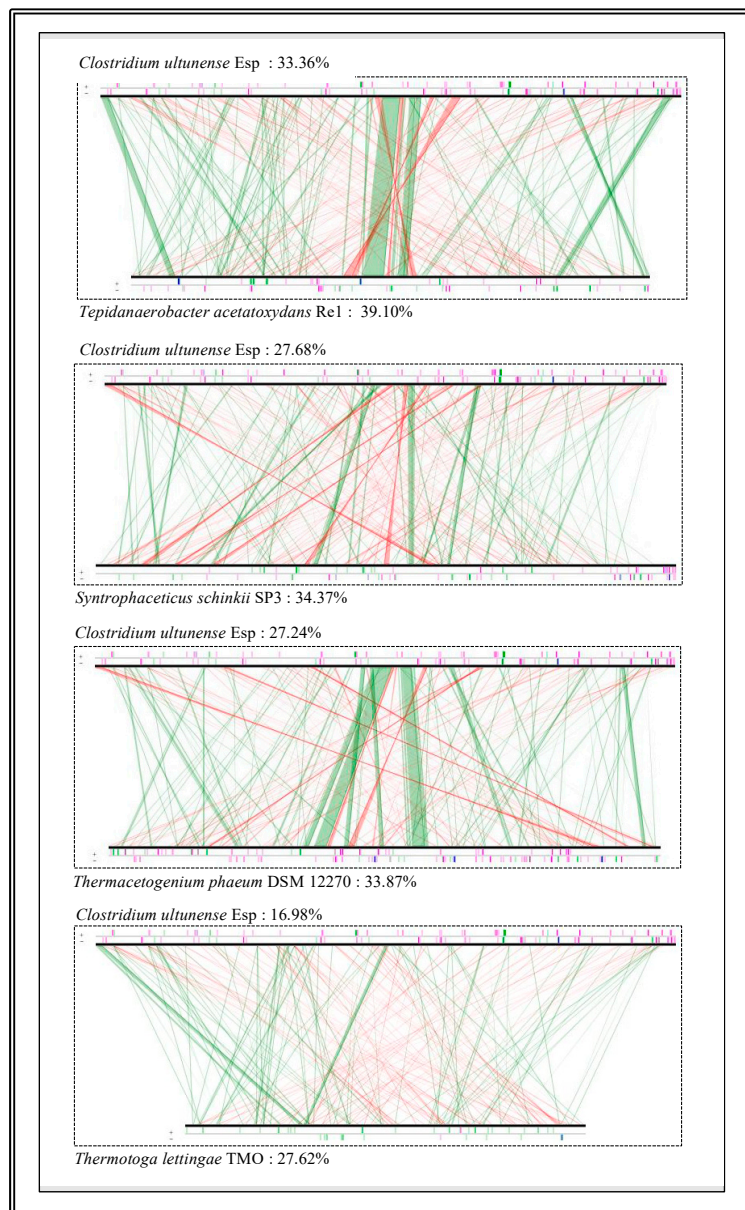 Clostridium ultunense Esp : 33.36%
+
−
+
−
Tepidanaerobacter acetatoxydans Re1 : 39.10%
Clostridium ultunense Esp : 27.68%
+
−
+
−
Syntrophaceticus schinkii SP3 : 34.37%
Clostridium ultunense Esp : 27.24%
+
−
+
−
Thermacetogenium phaeum DSM 12270 : 33.87%
Clostridium ultunense Esp : 16.98%
+
−
+
−
Thermotoga lettingae TMO : 27.62%